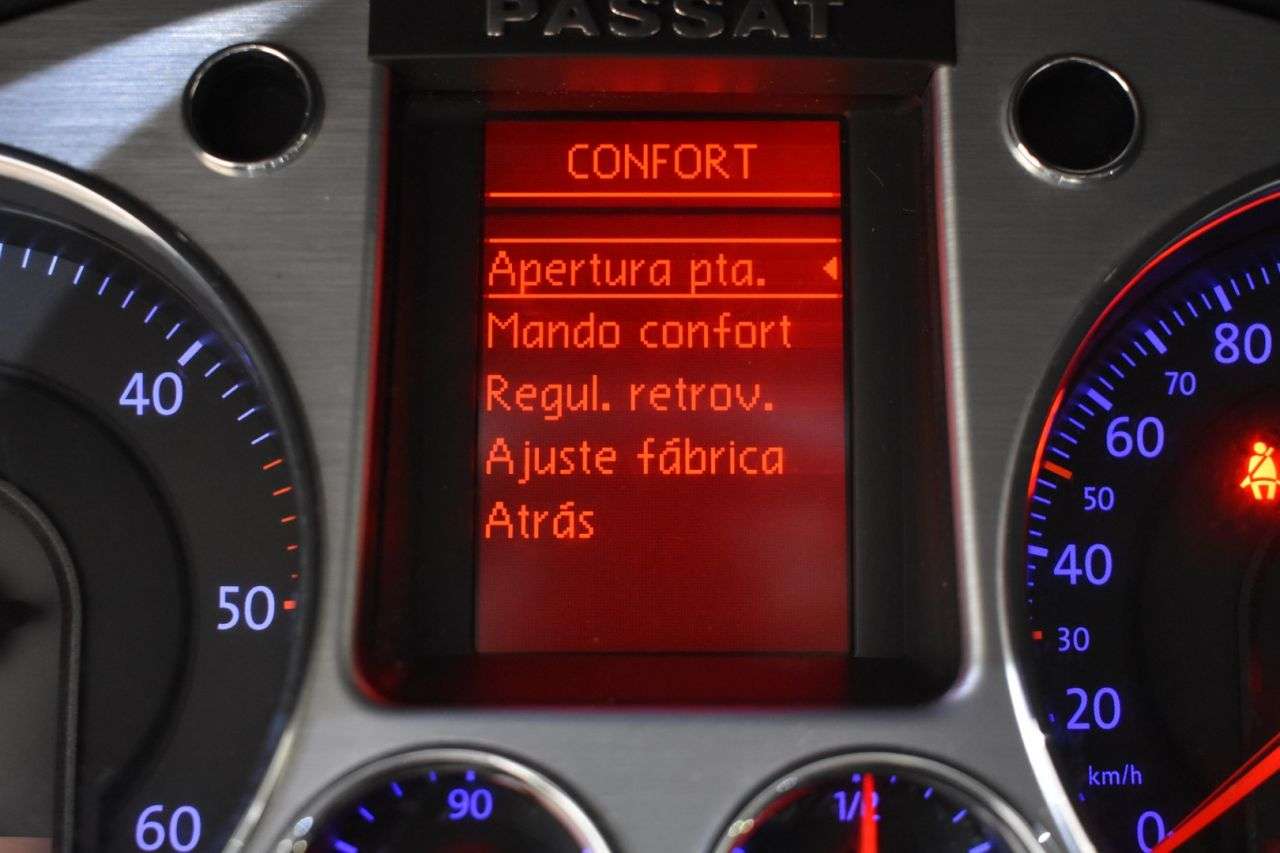 PASSAT
CONFORT
Apertura pta.
Mando confort
Regul. retrov.
Ajuste fábrica
Atrás
40
50
60
90
1/2
80
70
60
50
40
30
20
km/h
0